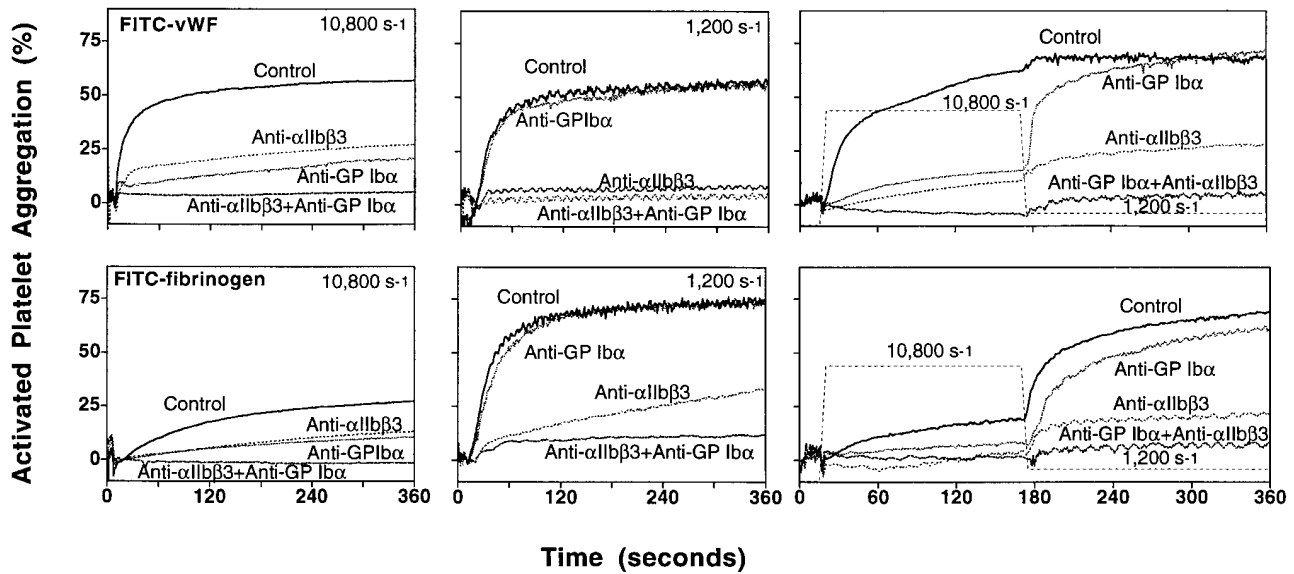 Activated Platelet Aggregation (%)
FITC-vWF
10,800 s-1
75
50
25
0
Control
Anti-αIIbβ3
Anti-GP Ibα
Anti-αIIbβ3+Anti-GP Ibα
1,200 s-1
Control
Anti-GPIbα
Anti-αIIbβ3
Anti-αIIbβ3+Anti-GP Ibα
Control
Anti-GP Ibα
10,800 s-1
Anti-αIIbβ3
Anti-GP Ibα+Anti-αIIbβ3
1,200 s-1
FITC-fibrinogen
10,800 s-1
75
50
25
0
Control
Anti-αIIbβ3
Anti-GPIbα
Anti-αIIbβ3+Anti-GP Ibα
0 120 240 360
1,200 s-1
Control
Anti-GP Ibα
Anti-αIIbβ3
Anti-αIIbβ3+Anti-GP Ibα
0 120 240 360
Control
10,800 s-1
Anti-GP Ibα
Anti-αIIbβ3
Anti-GP Ibα+Anti-αIIbβ3
1,200 s-1
0 60 120 180 240 300 360
Time (seconds)